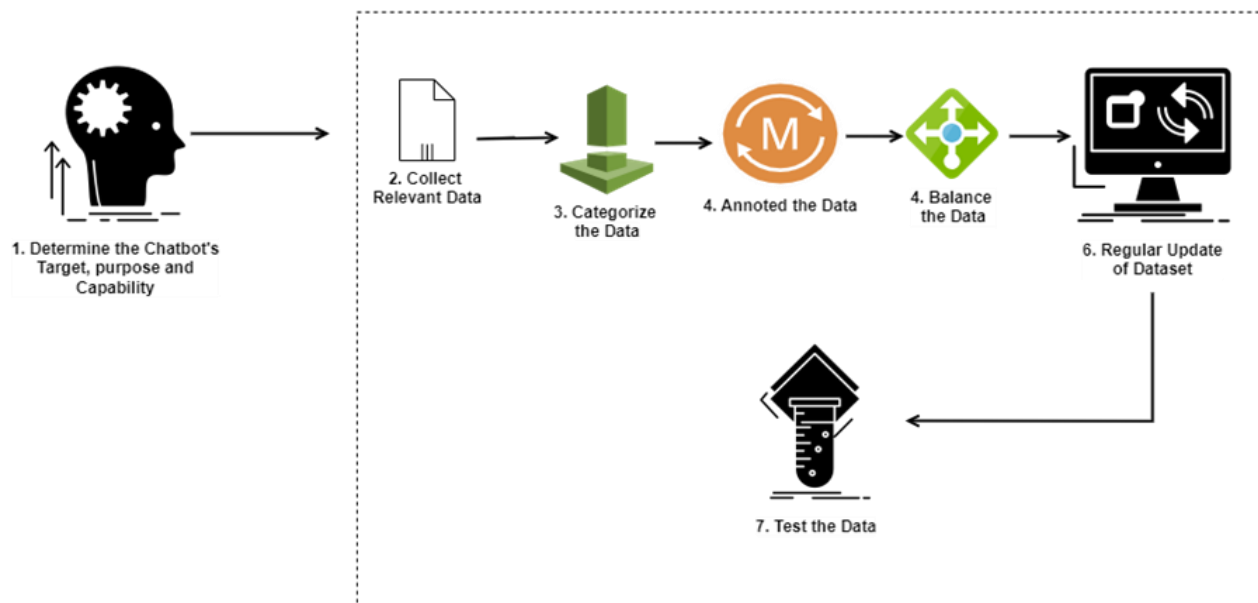 1. Determine the Chatbot's
Target, purpose and
Capability
2. Collect
Relevant Data
3. Categorize
the Data
4. Annoted the Data
M
4. Balance
the Data
6. Regular Update
of Dataset
7. Test the Data